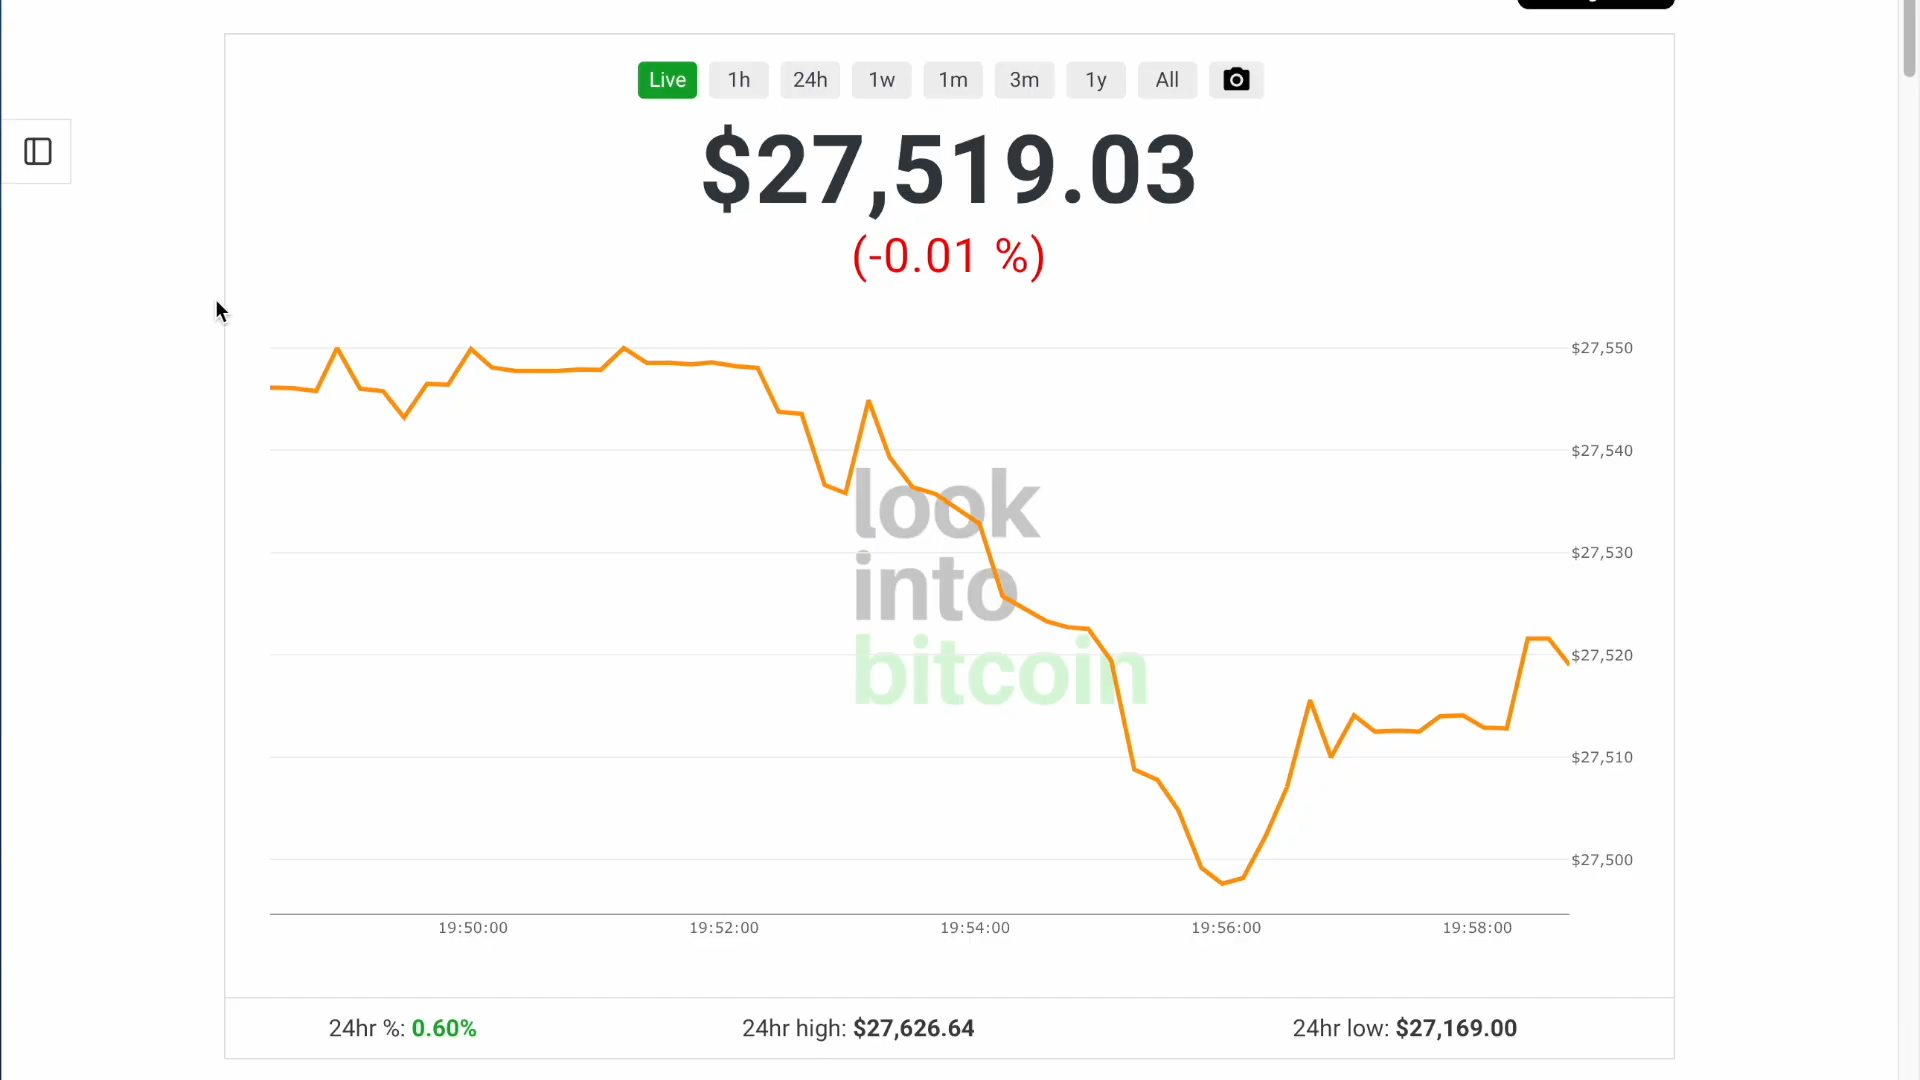 Live 1h 24h 1w 1m 3m 1y All
$27,519.03
(-0.01 %)
$27,550
$27,540
look
$27,530
into
bitcoin
$27,520
$27,510
$27,500
19:50:00 19:52:00 19:54:00 19:56:00 19:58:00
24hr %: 0.60% 24hr high: $27,626.64 24hr low: $27,169.00